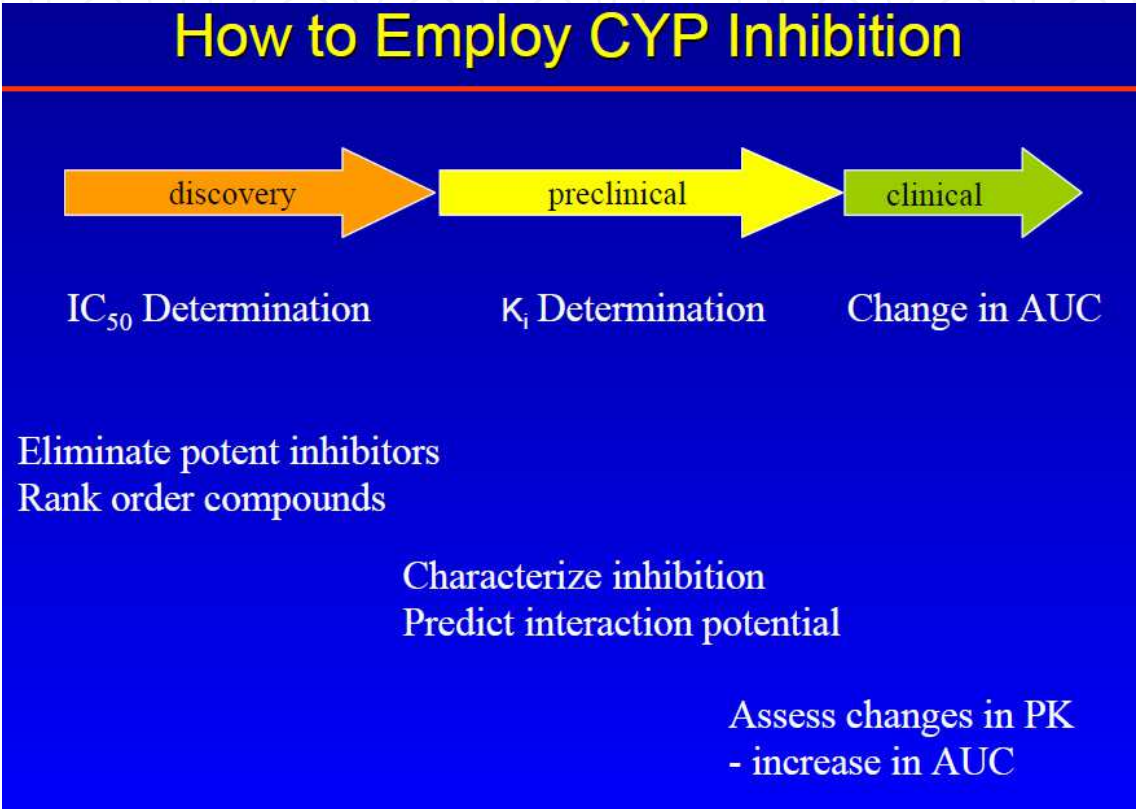 How to Employ CYP Inhibition
discovery
preclinical
clinical
IC₅₀ Determination
Kᵢ Determination
Change in AUC
Eliminate potent inhibitors
Rank order compounds
Characterize inhibition
Predict interaction potential
Assess changes in PK
- increase in AUC